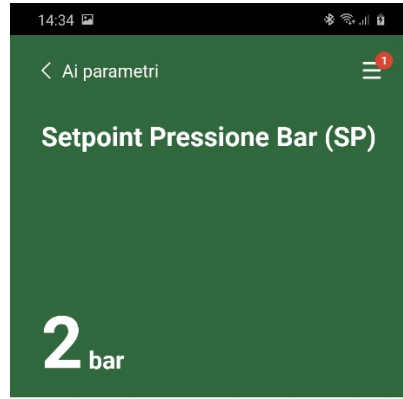 14:34
Ai parametri
1
Setpoint Pressione Bar (SP)
2 bar